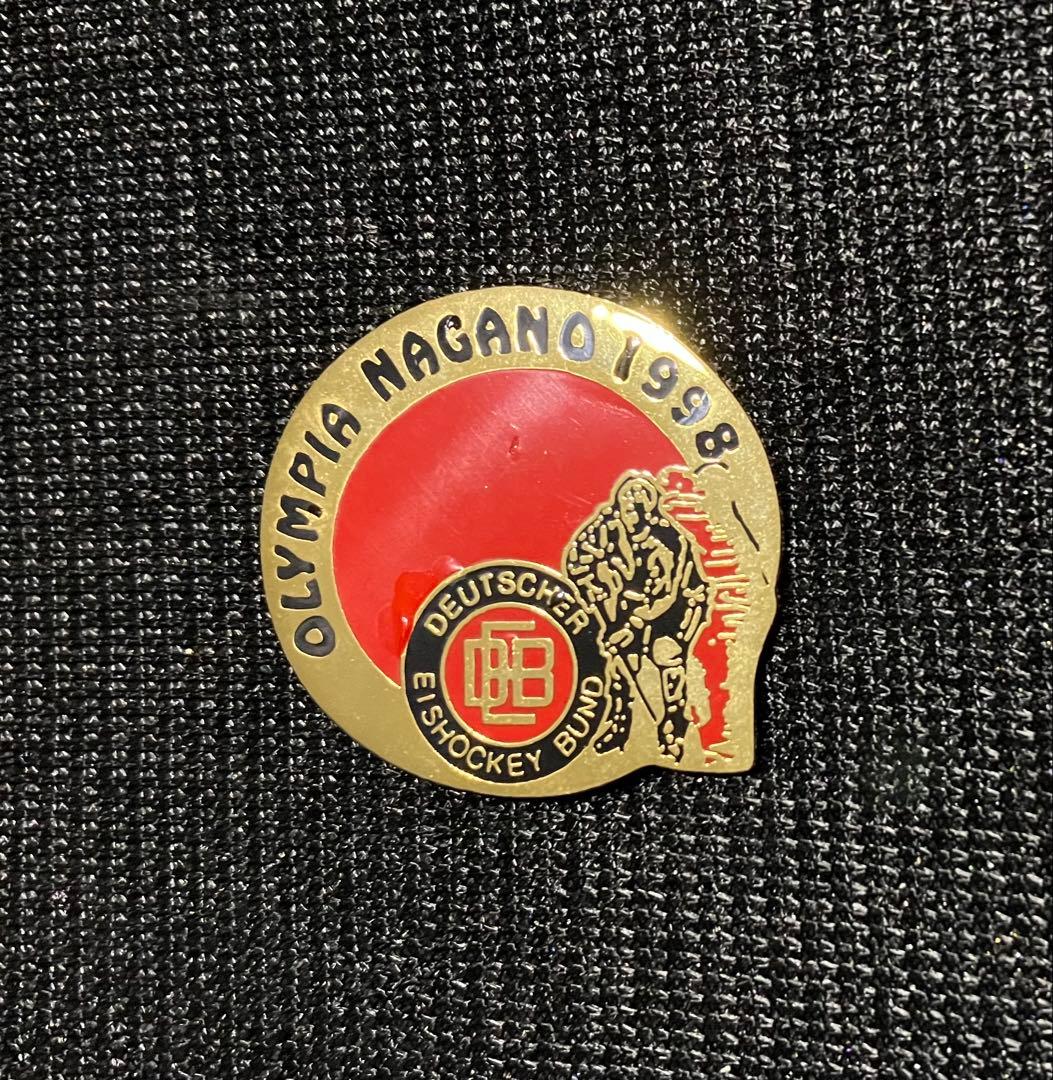 OLYMPIA NAGANO 1998
DEUTSCHER
EISHOCKEY BUND
DEB